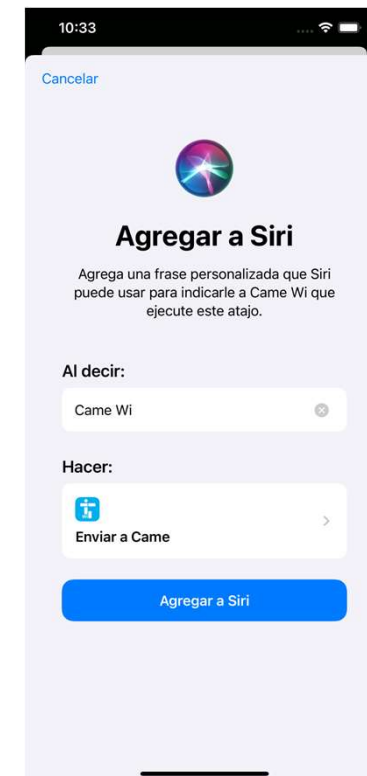 10:33
Cancelar
Agregar a Siri
Agrega una frase personalizada que Siri
puede usar para indicarle a Came Wi que
ejecute este atajo.
Al decir:
Came Wi
Hacer:
Enviar a Came
Agregar a Siri